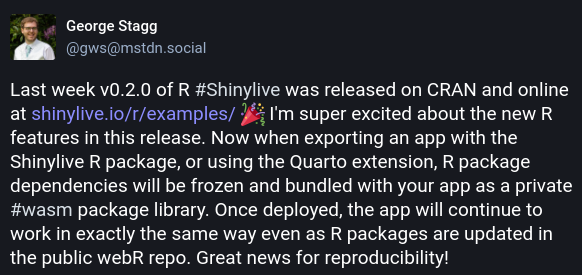 George Stagg
@gws@mstdn.social
Last week v0.2.0 of R #Shinylive was released on CRAN and online
at shinylive.io/r/examples/ 🎉 I'm super excited about the new R
features in this release. Now when exporting an app with the
Shinylive R package, or using the Quarto extension, R package
dependencies will be frozen and bundled with your app as a private
#wasm package library. Once deployed, the app will continue to
work in exactly the same way even as R packages are updated in
the public webR repo. Great news for reproducibility!